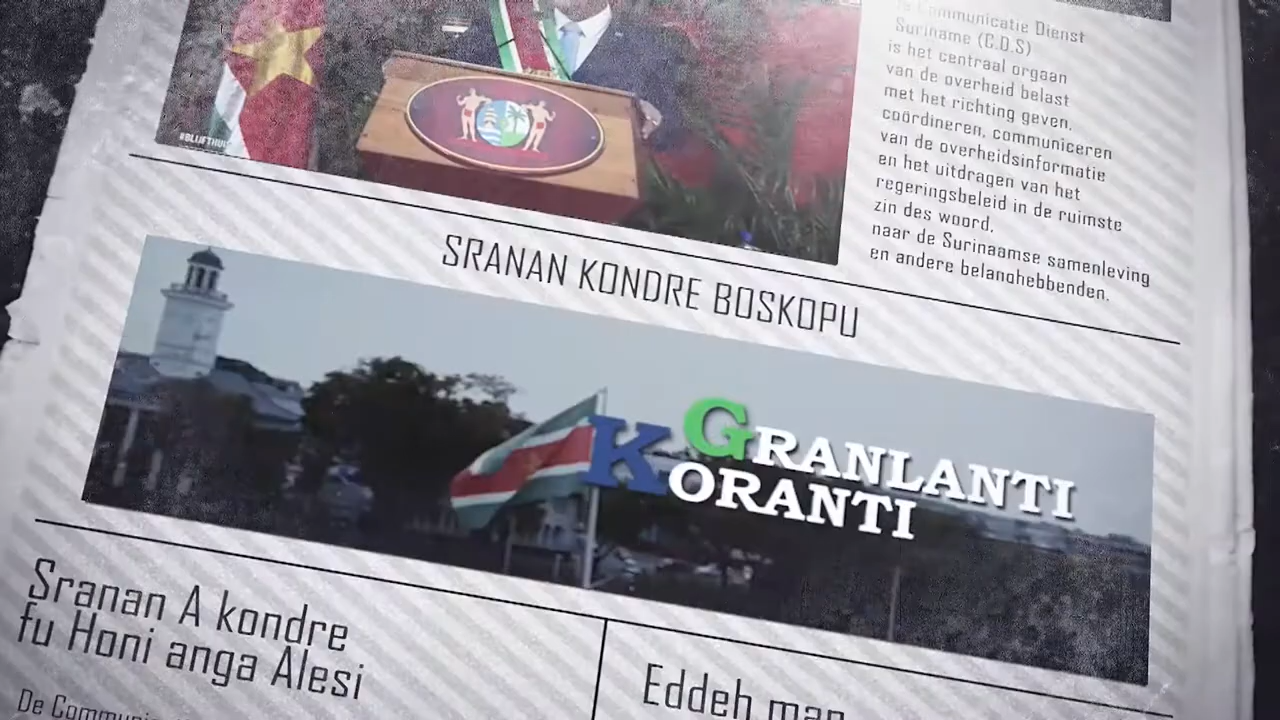 Communicatie Dienst
Suriname (C.D.S)
is het centraal orgaan
van de overheid belast
met het richting geven,
coördineren, communiceren
van de overheidsinformatie
en het uitdragen van het
regeringsbeleid in de ruimste
zin des woord,
naar de Surinaamse samenleving
en andere belanghebbenden.
SRANAN KONDRE BOSKOPU
GRANLANTI
KORANTI
Sranan A kondre
fu Honi anga Alesi
De
Eddeh man